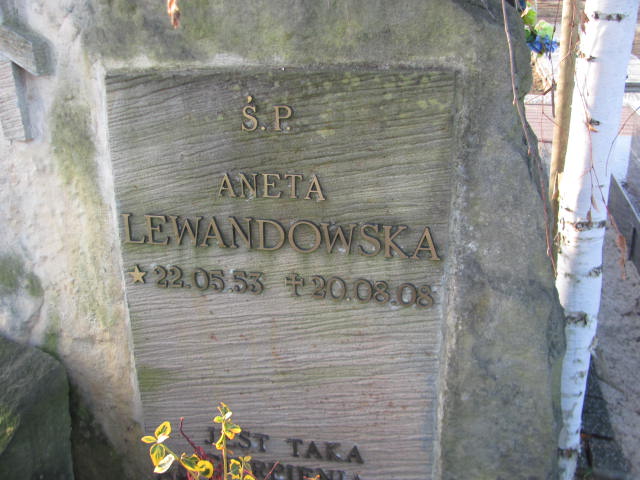 Ś.P.
ANETA
LEWANDOWSKA
22.05.53 20.08.08
JEST TAKA